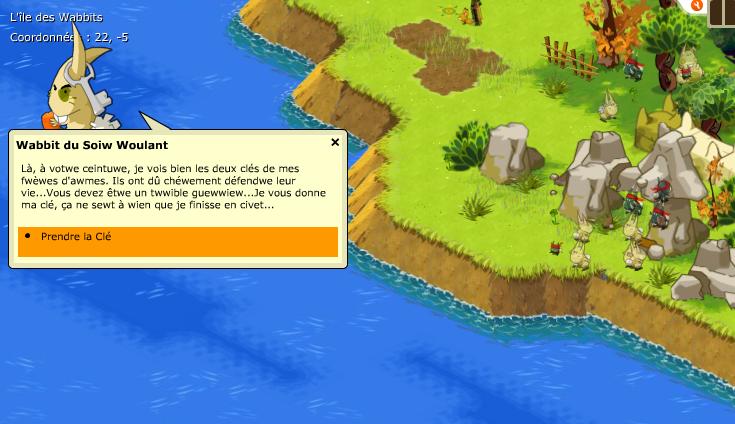 L'île des Wabbits
Coordonnées : 22, -5
Wabbit du Soiw Woulant
Là, à votwe ceintuwe, je vois bien les deux clés de mes
fwèwes d'awmes. Ils ont dû chéwement défendwe leur
vie...Vous devez êtwe un twwible guewwiew...Je vous donne
ma clé, ça ne sewt à wien que je finisse en civet...
Prendre la Clé